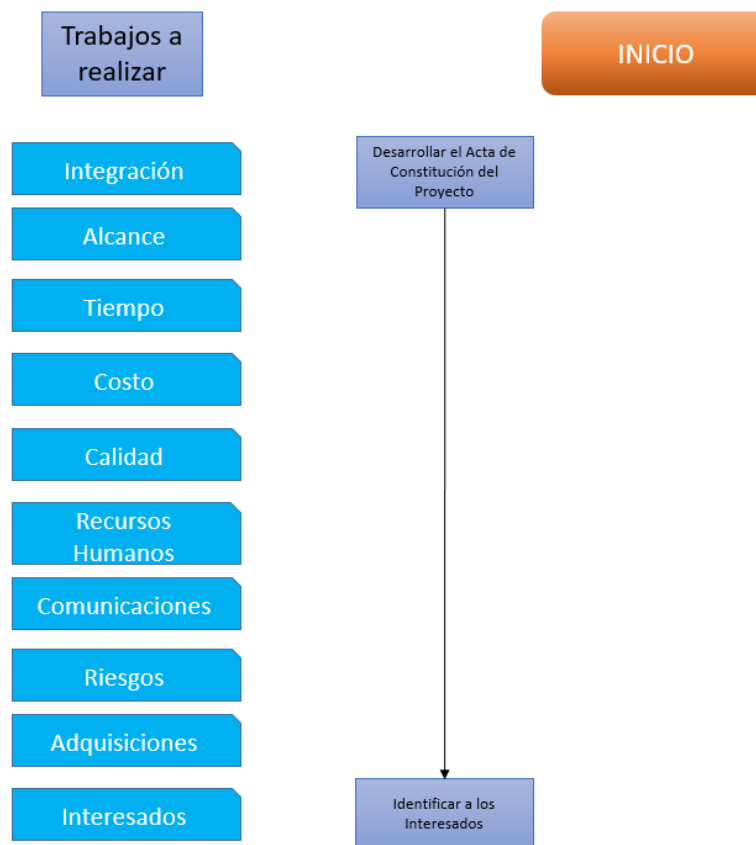 Trabajos a
realizar
INICIO
Integración
Desarrollar el Acta de
Constitución del
Proyecto
Alcance
Tiempo
Costo
Calidad
Recursos
Humanos
Comunicaciones
Riesgos
Adquisiciones
Interesados
Identificar a los
Interesados